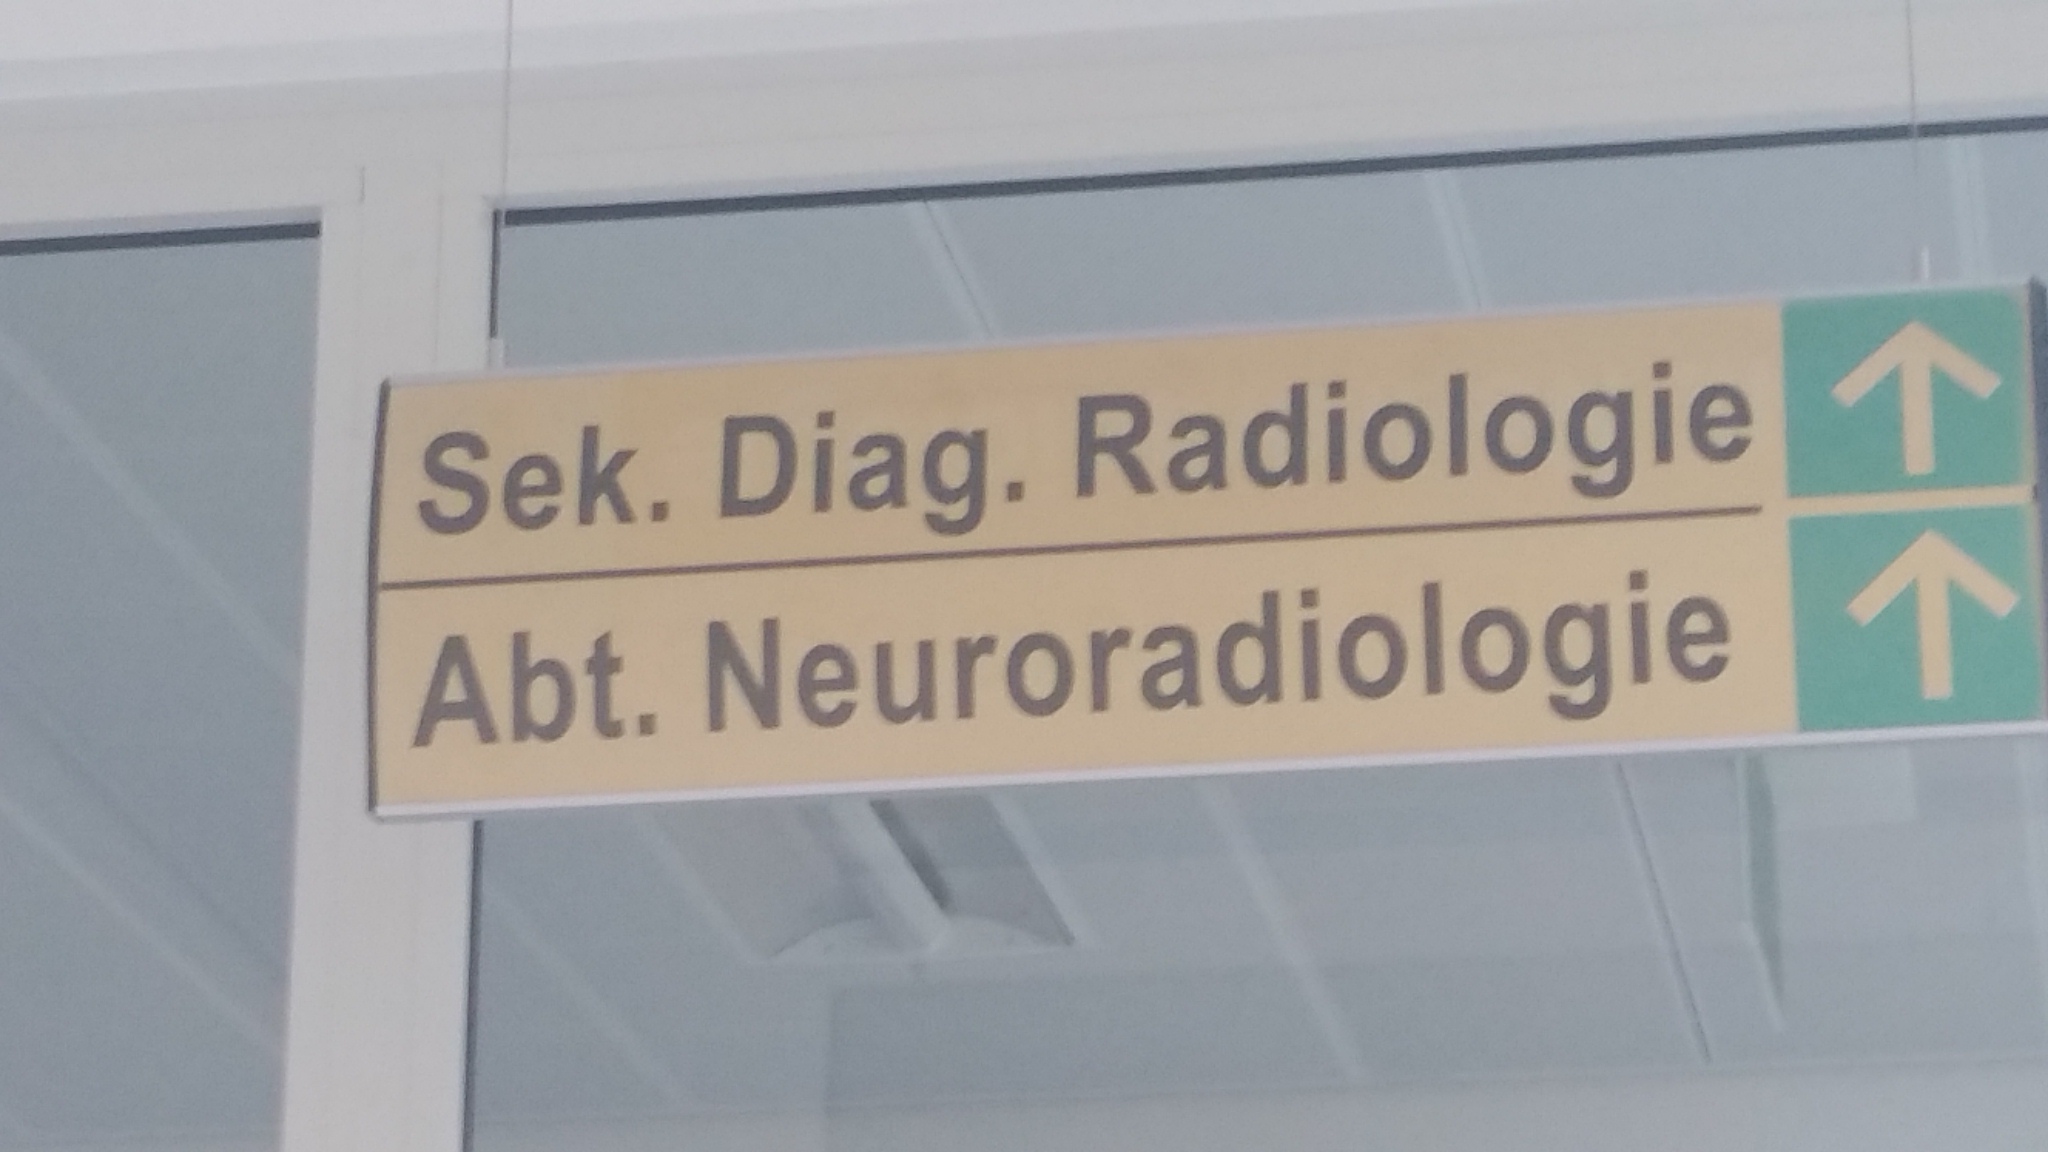 Sek. Diag. Radiologie
Abt. Neuroradiologie